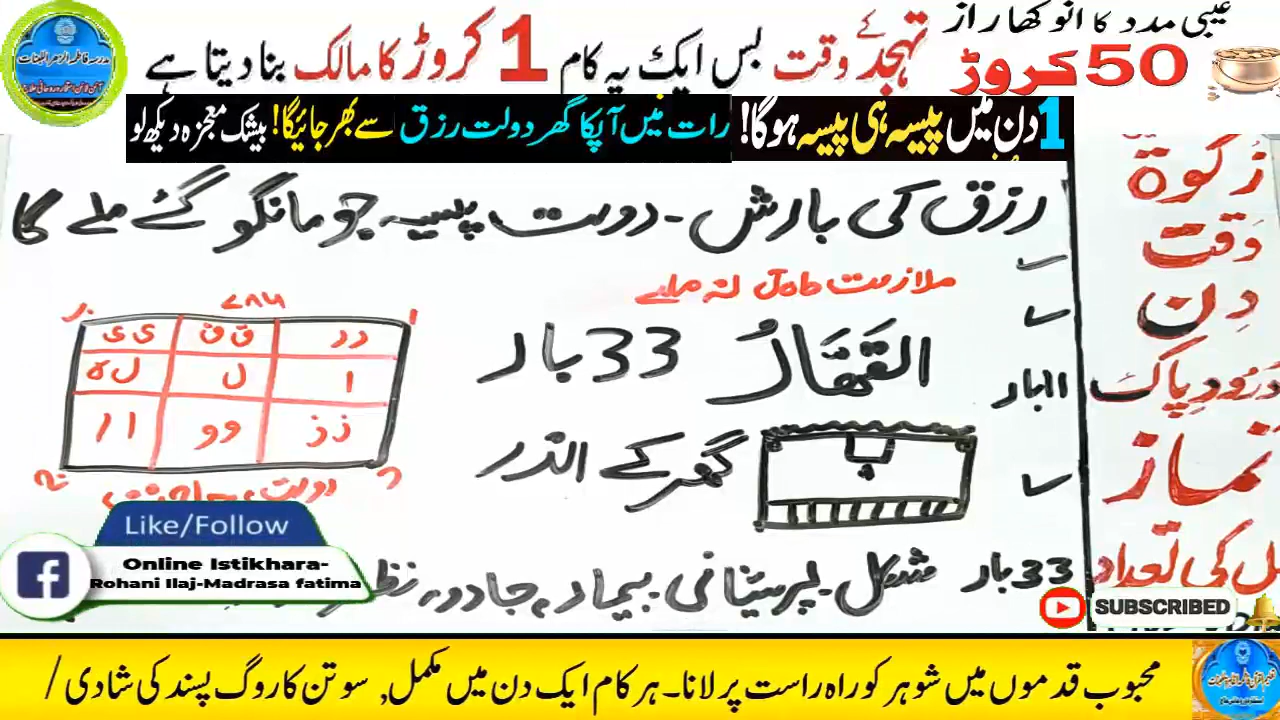 غیبی مدد کا انوکھا راز
50 کروڑ
تہجد کے وقت بس ایک یہ کام 1 کروڑ کا مالک بنا دیتا ہے
1 دن میں پیسہ ہی پیسہ ہوگا! رات میں آپکا گھر دولت رزق سے بھر جائیگا! بیشک معجزہ دیکھ لو
رزق کی بارش - دولت پیسہ جو مانگو گے ملے گا
ملازمت
القھار 33 بار
ر ر
ق ق
ی ی
ا
ل
ل ہ
ز ز
و و
ا ا
گھر کے اندر
ب
زکوۃ
وقت
دن
درود پاک
11 بار
نماز
کی تعداد
33 بار
مشکل - پریشانی - بیمار، جادو،
Like/Follow
Online Istikhara-
Rohani Ilaj-Madrasa fatima
SUBSCRIBED
محبوب قدموں میں شوہر کو راہ راست پر لانا۔ ہر کام ایک دن میں مکمل, سوتن کا روگ پسند کی شادی /